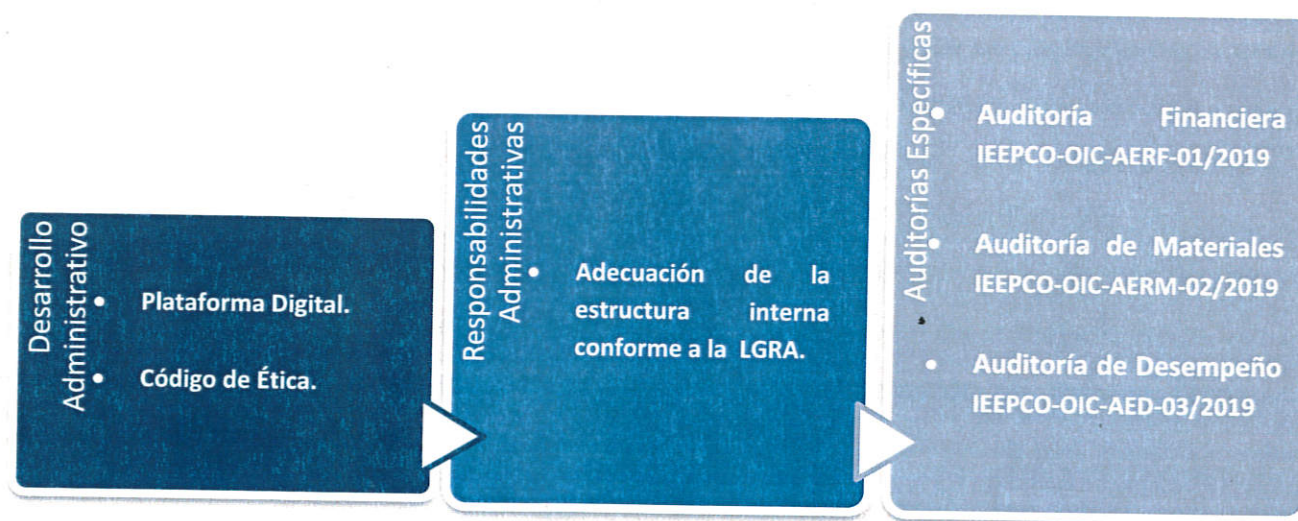 Desarrollo
Administrativo
• Plataforma Digital.
• Código de Ética.
Responsabilidades
Administrativas
• Adecuación de la
estructura interna
conforme a la LGRA.
Auditorías Específicas
• Auditoría Financiera
IEEPCO-OIC-AERF-01/2019
• Auditoría de Materiales
IEEPCO-OIC-AERM-02/2019
• Auditoría de Desempeño
IEEPCO-OIC-AED-03/2019